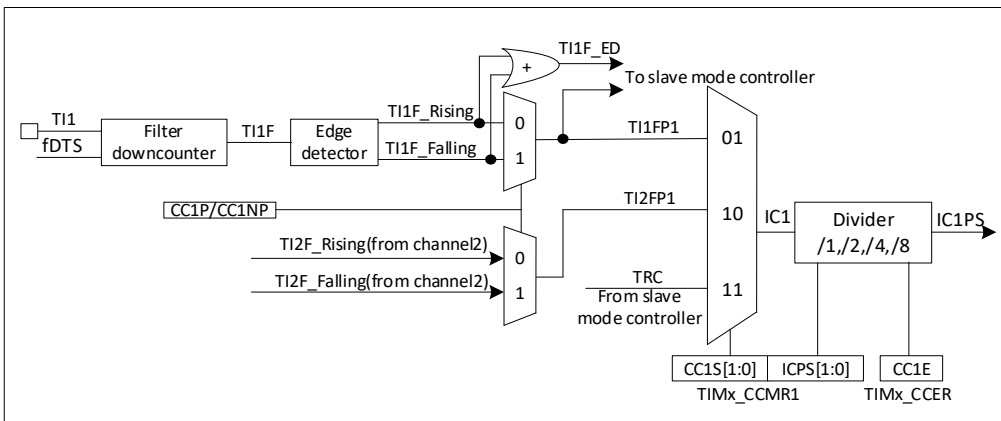 TI1F_ED
+
To slave mode controller
TI1
fDTS
Filter
downcounter
TI1F
Edge
detector
TI1F_Rising
TI1F_Falling
0
1
TI1FP1
01
CC1P/CC1NP
TI2FP1
10
IC1
Divider
/1,/2,/4,/8
IC1PS
TI2F_Rising(from channel2)
TI2F_Falling(from channel2)
0
1
TRC
From slave
mode controller
11
CC1S[1:0]
ICPS[1:0]
CC1E
TIMx_CCMR1
TIMx_CCER